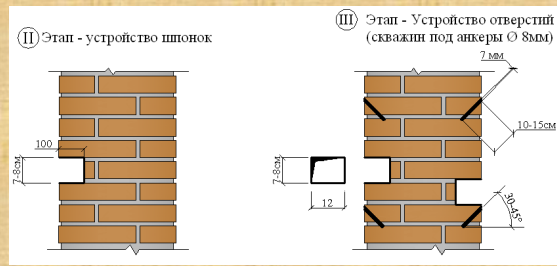 II Этап - устройство шпонок
III Этап - Устройство отверстий
(скважин под анкеры Ø 8мм)
7 мм
10-15см
100
7-8см
7-8см
12
30-45°